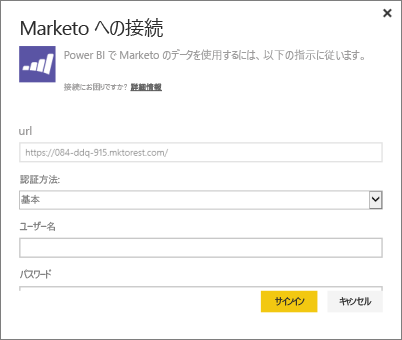 Marketo への接続
Power BI で Marketo のデータを使用するには、以下の指示に従います。
接続にお困りですか? 詳細情報
url
https://084-ddq-915.mktorest.com/
認証方法:
基本
ユーザー名
パスワード
サインイン
キャンセル